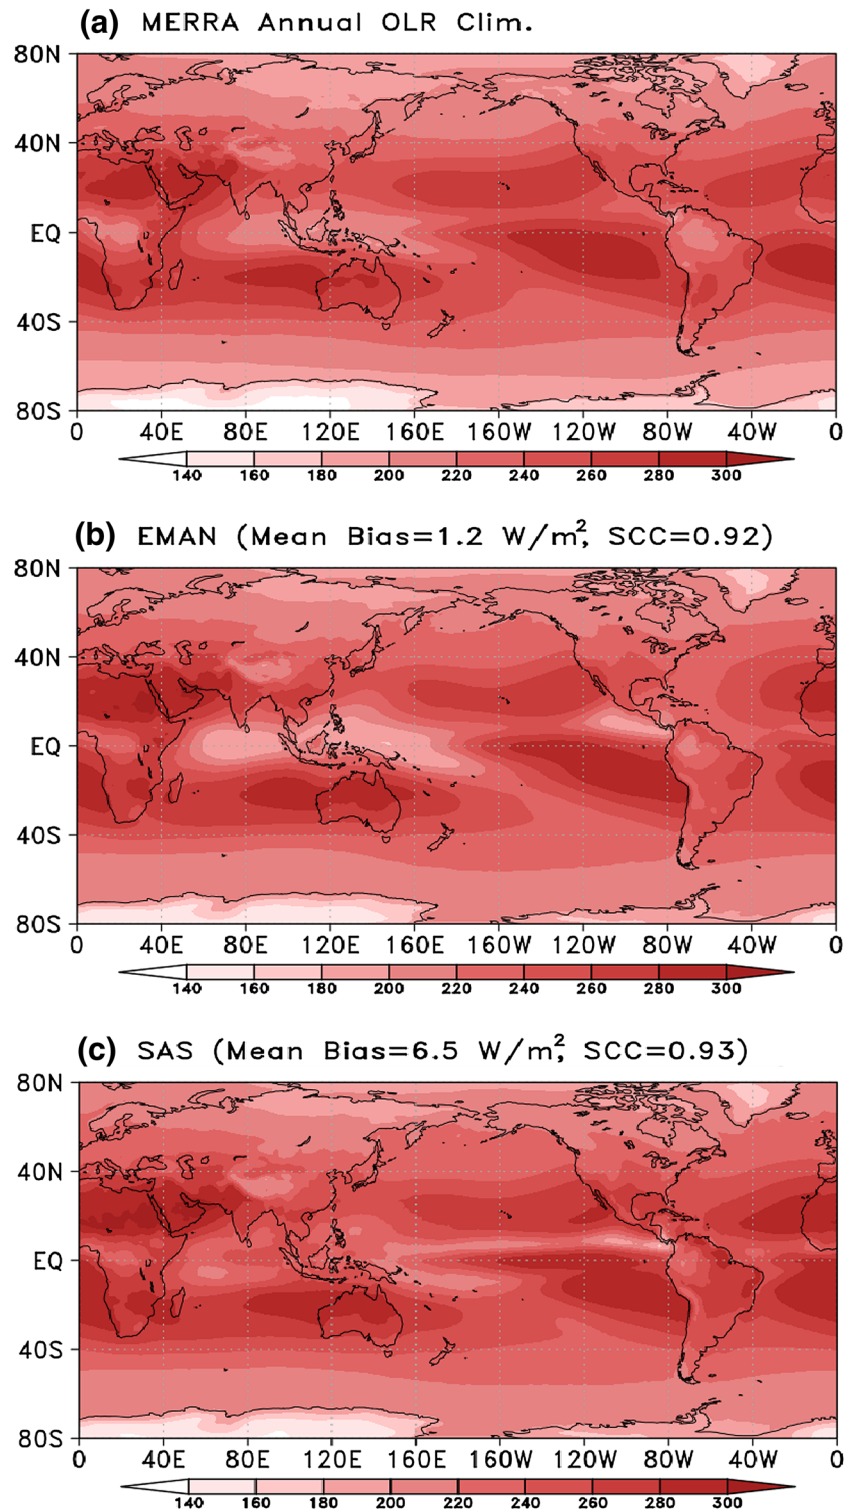 (a) MERRA Annual OLR Clim.
80N
40N
EQ
40S
80S
0 40E 80E 120E 160E 160W 120W 80W 40W 0
140 160 180 200 220 240 260 280 300
(b) EMAN (Mean Bias=1.2 W/m², SCC=0.92)
80N
40N
EQ
40S
80S
0 40E 80E 120E 160E 160W 120W 80W 40W 0
140 160 180 200 220 240 260 280 300
(c) SAS (Mean Bias=6.5 W/m², SCC=0.93)
80N
40N
EQ
40S
80S
0 40E 80E 120E 160E 160W 120W 80W 40W 0
140 160 180 200 220 240 260 280 300